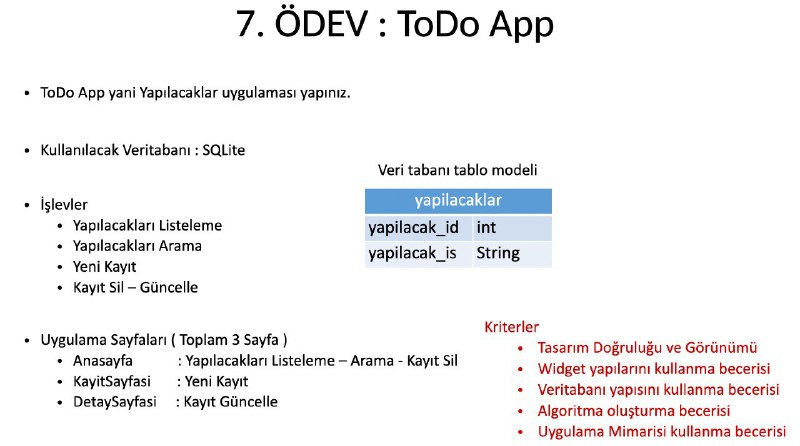 7. ÖDEV : ToDo App
• ToDo App yani Yapılacaklar uygulaması yapınız.
• Kullanılacak Veritabanı : SQLite
• İşlevler
• Yapılacakları Listeleme
• Yapılacakları Arama
• Yeni Kayıt
• Kayıt Sil – Güncelle
Veri tabanı tablo modeli
yapilacaklar
yapilacak_id int
yapilacak_is String
• Uygulama Sayfaları ( Toplam 3 Sayfa )
• Anasayfa : Yapılacakları Listeleme – Arama - Kayıt Sil
• KayitSayfasi : Yeni Kayıt
• DetaySayfasi : Kayıt Güncelle
Kriterler
• Tasarım Doğruluğu ve Görünümü
• Widget yapılarını kullanma becerisi
• Veritabanı yapısını kullanma becerisi
• Algoritma oluşturma becerisi
• Uygulama Mimarisi kullanma becerisi